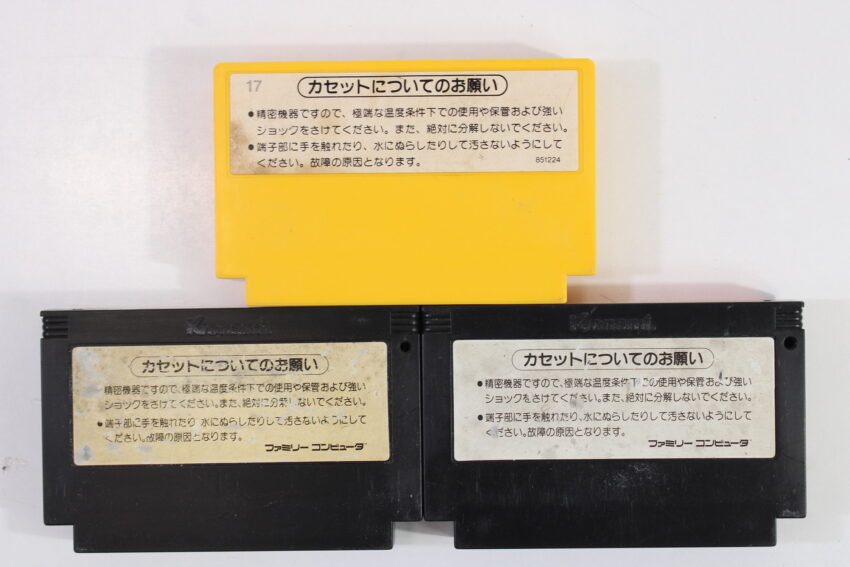 17
カセットについてのお願い
●精密機器ですので、極端な温度条件下での使用や保管および強い
ショックをさけてください。また、絶対に分解しないでください。
●端子部に手を触れたり、水にぬらしたりして汚さないようにして
ください。故障の原因となります。
851224
Konami
カセットについてのお願い
精密機器ですので、極端な温度条件下での使用や保管および強い
ショックをさけてください。また、絶対に分解しないでください。
●端子部に手を触れたり、水にぬらしたりして汚さないようにして
ください。故障の原因となります。
ファミリーコンピュータ
Konami
カセットについてのお願い
●精密機器ですので、極端な温度条件下での使用や保管および強い
ショックをさけてください。また、絶対に分解しないでください。
●端子部に手を触れたり、水にぬらしたりして汚さないようにして
ください。故障の原因となります。
ファミリーコンピュータ